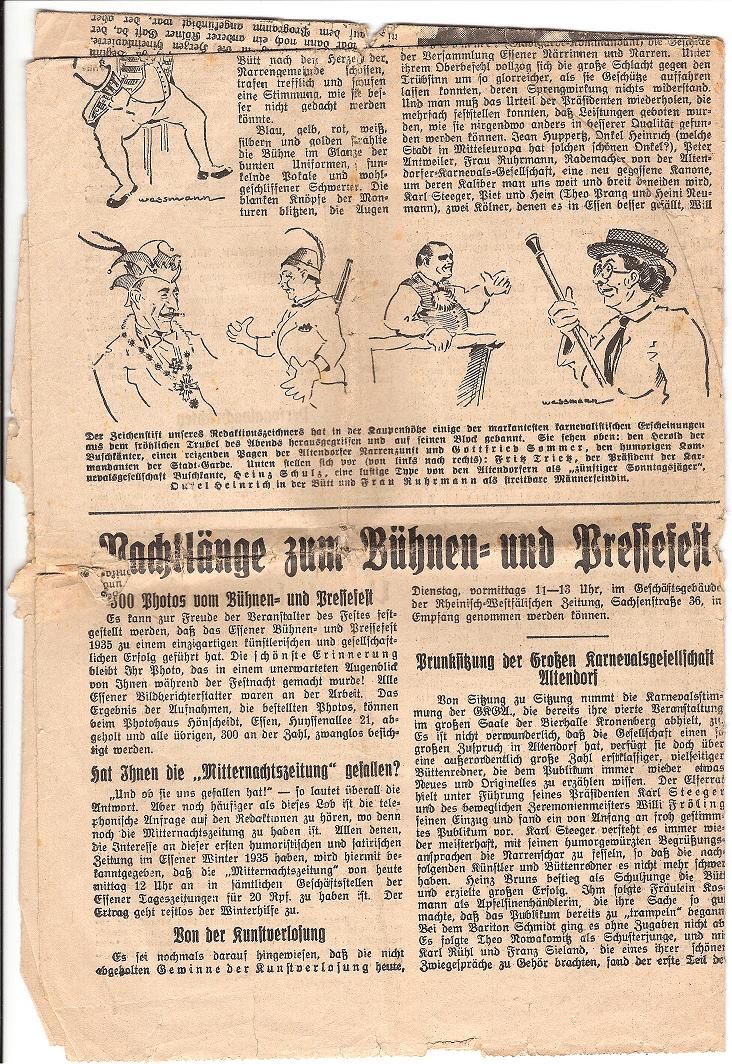 Bütt nach den Herzen der
Narrengemeinde schossen,
trafen trefflich und schufen
eine Stimmung, wie sie bes-
ser nicht gedacht werden
könnte.
Blau, gelb, rot, weiß,
silbern und golden strahlte
die Bühne im Glanze der
bunten Uniformen, fun-
kelnde Pokale und wohl-
geschliffener Schwerter. Die
blanken Knöpfe der Mon-
turen blitzten, die Augen
der Versammlung Essener Närrinnen und Narren. Unter
ihrem Oberbefehl vollzog sich die große Schlacht gegen den
Trübsinn um so glorreicher, als sie Geschütze auffahren
lassen konnten, deren Sprengwirkung nichts widerstand.
Und man muß das Urteil der Präsidenten wiederholen, die
mehrfach feststellen konnten, daß Leistungen geboten wur-
den, wie sie nirgendwo anders in besserer Qualität gefun-
den werden können. Jean Huppertz, Onkel Heinrich (welche
Stadt in Mitteleuropa hat solchen schönen Onkel?), Peter
Antweiler, Frau Ruhrmann, Rademacher von der Alten-
dorfer-Karnevals-Gesellschaft, eine neu gegossene Kanone,
um deren Kaliber man uns weit und breit beneiden wird,
Karl Steeger, Piet und Hein (Theo Prang und Heini Neu-
mann), zwei Kölner, denen es in Essen besser gefällt, Will
wessmann
wessmann
Der Zeichenstift unseres Redaktionszeichners hat in der Kaupenhöhe einige der markantesten karnevalistischen Erscheinungen
aus dem fröhlichen Trubel des Abends herausgegriffen und auf seinen Block gebannt. Sie sehen oben: den Herold der
Buschkänter, einen reizenden Pagen der Altendorfer Narrenzunft und Gottfried Sommer, den humorigen Kom-
mandanten der Stadt-Garde. Unten stellen sich vor (von links nach rechts): Fritz Trietz, der Präsident der Kar-
nevalsgesellschaft Buschkante, Heinz Schulz, eine lustige Type von den Altendorfern als „zünftiger Sonntagsjäger“,
Onkel Heinrich in der Bütt und Frau Ruhrmann als streitbare Männerfeindin.
Nachklänge zum Bühnen- und Pressefest
300 Photos vom Bühnen- und Pressefest
Es kann zur Freude der Veranstalter des Festes fest-
gestellt werden, daß das Essener Bühnen- und Pressefest
1935 zu einem einzigartigen künstlerischen und gesellschaft-
lichen Erfolg geführt hat. Die schönste Erinnerung
bleibt Ihr Photo, das in einem unerwarteten Augenblick
von Ihnen während der Festnacht gemacht wurde! Alle
Essener Bildberichterstatter waren an der Arbeit. Das
Ergebnis der Aufnahmen, die bestellten Photos, können
beim Photohaus Hönscheidt, Essen, Huyssenallee 21, ab-
geholt und alle übrigen, 300 an der Zahl, zwanglos besich-
tigt werden.
Hat Ihnen die „Mitternachtszeitung“ gefallen?
„Und ob sie uns gefallen hat!“ — so lautet überall die
Antwort. Aber noch häufiger als dieses Lob ist die tele-
phonische Anfrage auf den Redaktionen zu hören, wo denn
noch die Mitternachtszeitung zu haben ist. Allen denen,
die Interesse an dieser ersten humoristischen und satirischen
Zeitung im Essener Winter 1935 haben, wird hiermit be-
kanntgegeben, daß die „Mitternachtszeitung“ von heute
mittag 12 Uhr an in sämtlichen Geschäftsstellen der
Essener Tageszeitungen für 20 Rpf. zu haben ist. Der
Ertrag geht restlos der Winterhilfe zu.
Von der Kunstverlosung
Es sei nochmals darauf hingewiesen, daß die nicht
abgeholten Gewinne der Kunstverlosung heute,
Dienstag, vormittags 11—13 Uhr, im Geschäftsgebäude
der Rheinisch-Westfälischen Zeitung, Sachsenstraße 36, in
Empfang genommen werden können.
Prunksitzung der Großen Karnevalsgesellschaft
Altendorf
Von Sitzung zu Sitzung nimmt die Karnevalsstim-
mung der GKGA., die bereits ihre vierte Veranstaltung
im großen Saale der Bierhalle Kronenberg abhielt, zu.
Es ist nicht verwunderlich, daß die Gesellschaft einen so
großen Zuspruch in Altendorf hat, verfügt sie doch über
eine außerordentlich große Zahl erstklassiger, vielseitiger
Büttenredner, die dem Publikum immer wieder etwas
Neues und Originelles zu erzählen wissen. Der Elferrat
hielt unter Führung seines Präsidenten Karl Steeger
und des beweglichen Zeremonienmeisters Willi Fröling
seinen Einzug und fand ein von Anfang an froh gestimm-
tes Publikum vor. Karl Steeger versteht es immer wie-
der meisterhaft, mit seinen humorgewürzten Begrüßungs-
ansprachen die Narrenschar zu fesseln, so daß die nach-
folgenden Künstler und Büttenredner es nicht mehr schwer
haben. Heinz Bruns bestieg als Schuljunge die Bütt
und erzielte großen Erfolg. Ihm folgte Fräulein Kos-
mann als Apfelsinenhändlerin, die ihre Sache so gu
machte, daß das Publikum bereits zu „trampeln“ begann
Bei dem Bariton Schmidt ging es ohne Zugaben nicht ab
Es folgte Theo Nowakowitz als Schusterjunge, und mi
Karl Rühl und Franz Sieland, die eines ihrer schöner
Zwiegespräche zu Gehör brachten, fand der erste Teil de